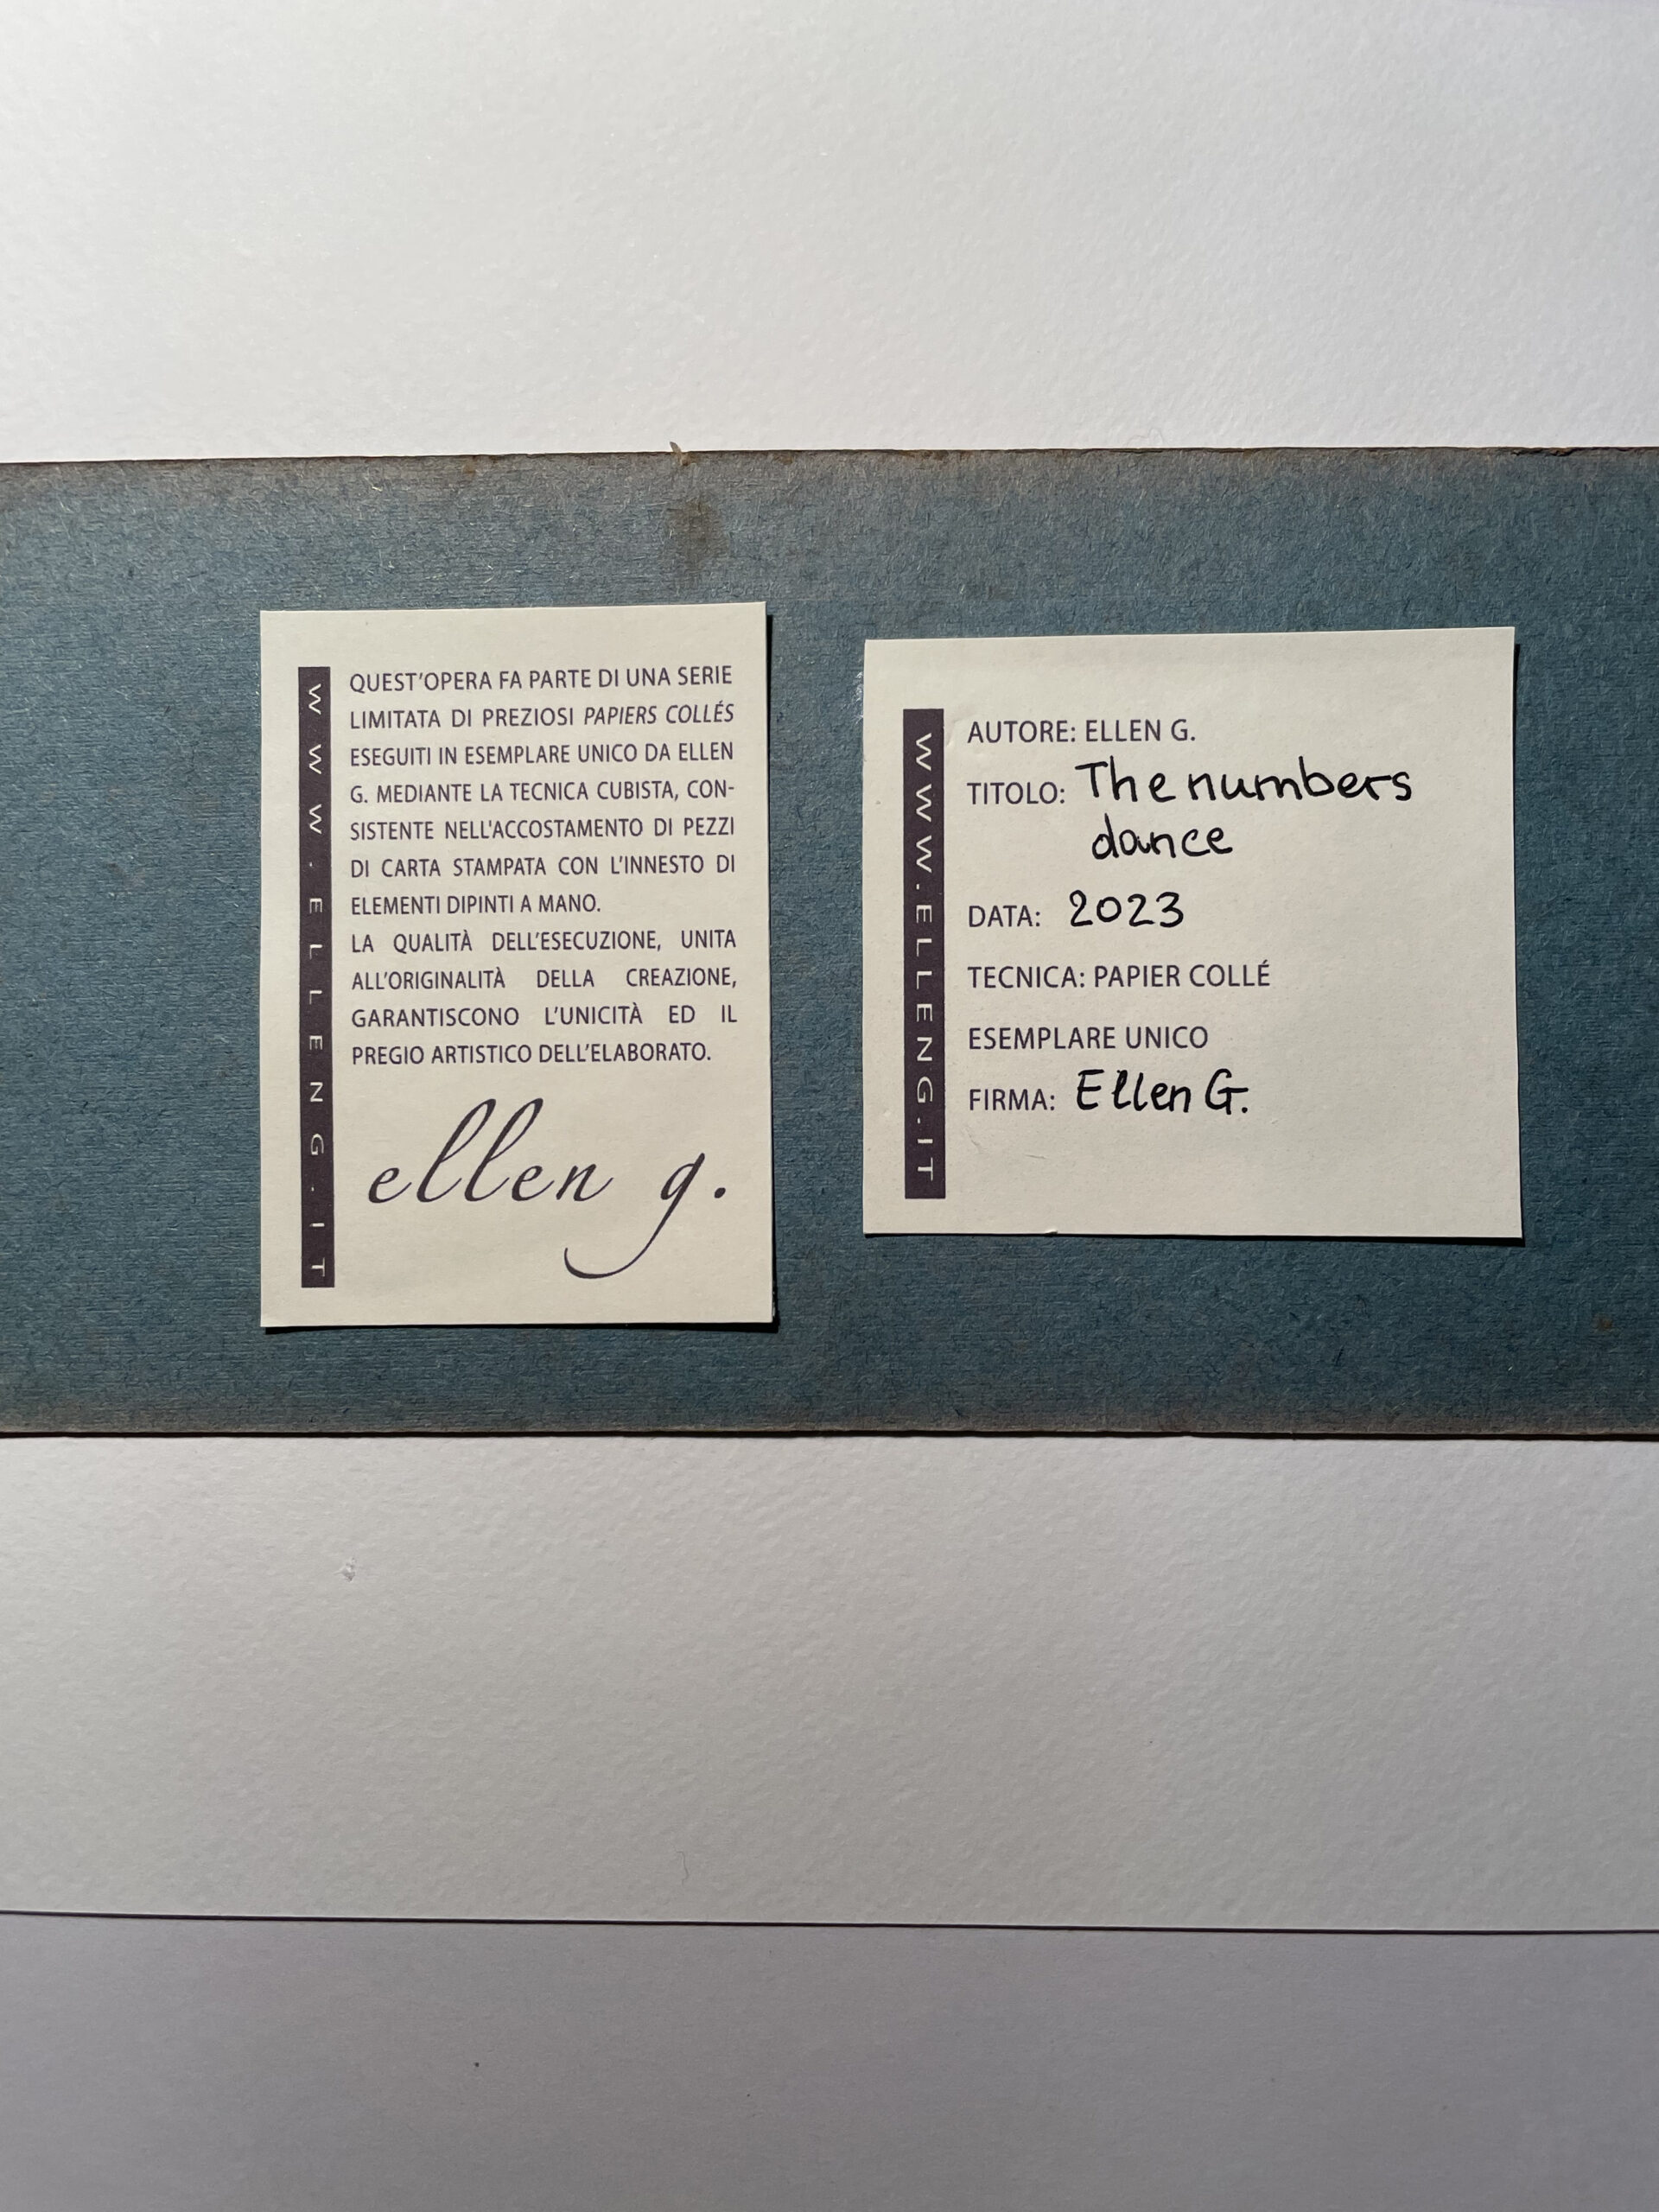 WWW.ELLENG.IT
QUEST'OPERA FA PARTE DI UNA SERIE
LIMITATA DI PREZIOSI PAPIERS COLLÉS
ESEGUITI IN ESEMPLARE UNICO DA ELLEN
G. MEDIANTE LA TECNICA CUBISTA, CON-
SISTENTE NELL'ACCOSTAMENTO DI PEZZI
DI CARTA STAMPATA CON L'INNESTO DI
ELEMENTI DIPINTI A MANO.
LA QUALITÀ DELL'ESECUZIONE, UNITA
ALL'ORIGINALITÀ DELLA CREAZIONE,
GARANTISCONO L'UNICITÀ ED IL
PREGIO ARTISTICO DELL'ELABORATO.
ellen g.
WWW.ELLENG.IT
AUTORE: ELLEN G.
TITOLO: The numbers
dance
DATA: 2023
TECNICA: PAPIER COLLÉ
ESEMPLARE UNICO
FIRMA: Ellen G.